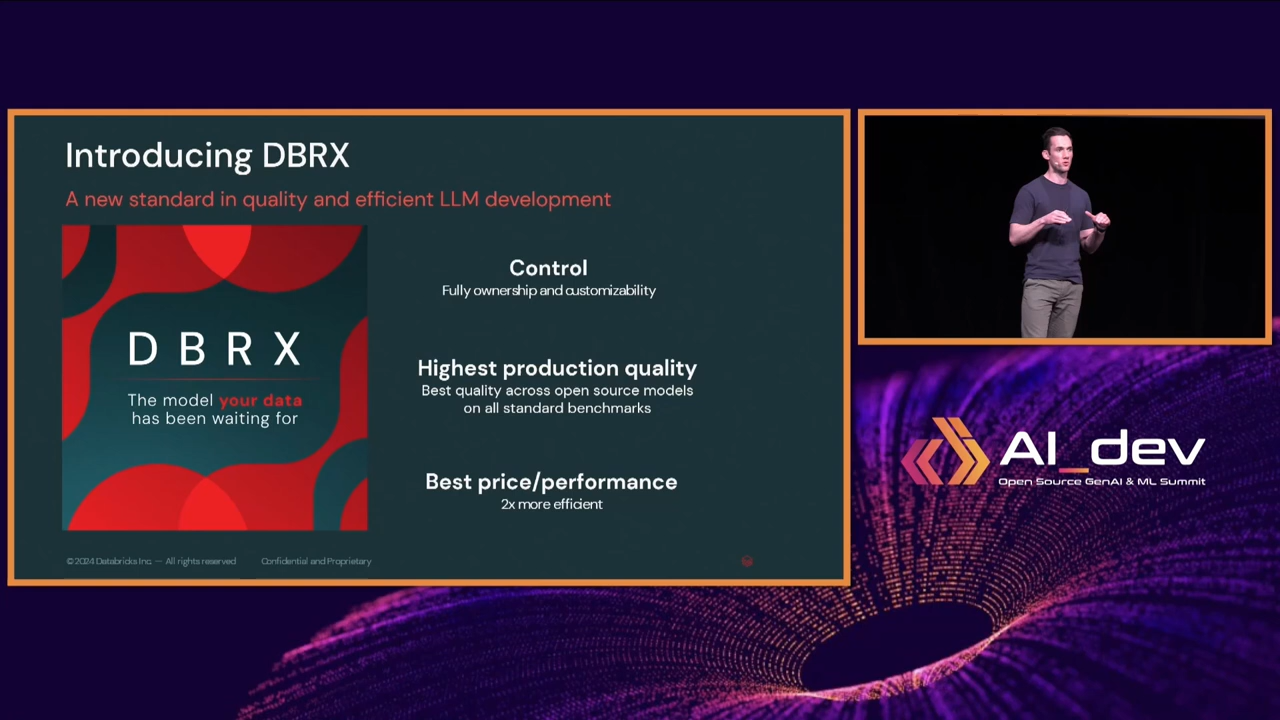 Introducing DBRX
A new standard in quality and efficient LLM development
DBRX
The model your data
has been waiting for
Control
Fully ownership and customizability
Highest production quality
Best quality across open source models
on all standard benchmarks
Best price/performance
2x more efficient
©2024 Databricks Inc. — All rights reserved
Confidential and Proprietary
AI_dev
Open Source GenAI & ML Summit